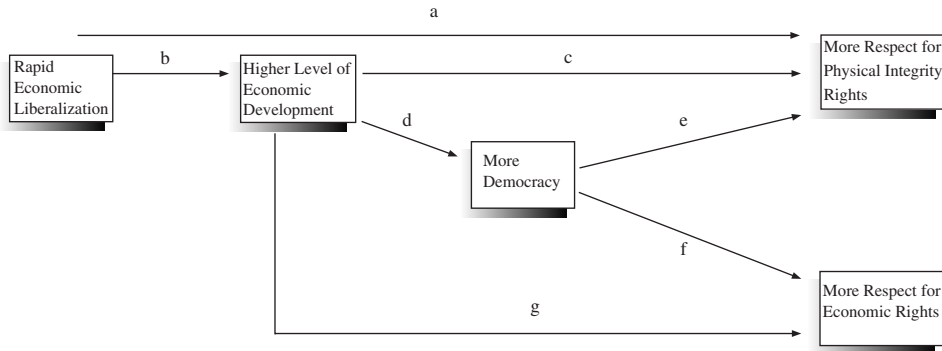 a
b
c
d
e
f
g
Rapid
Economic
Liberalization
Higher Level of
Economic
Development
More
Democracy
More Respect for
Physical Integrity
Rights
More Respect for
Economic Rights